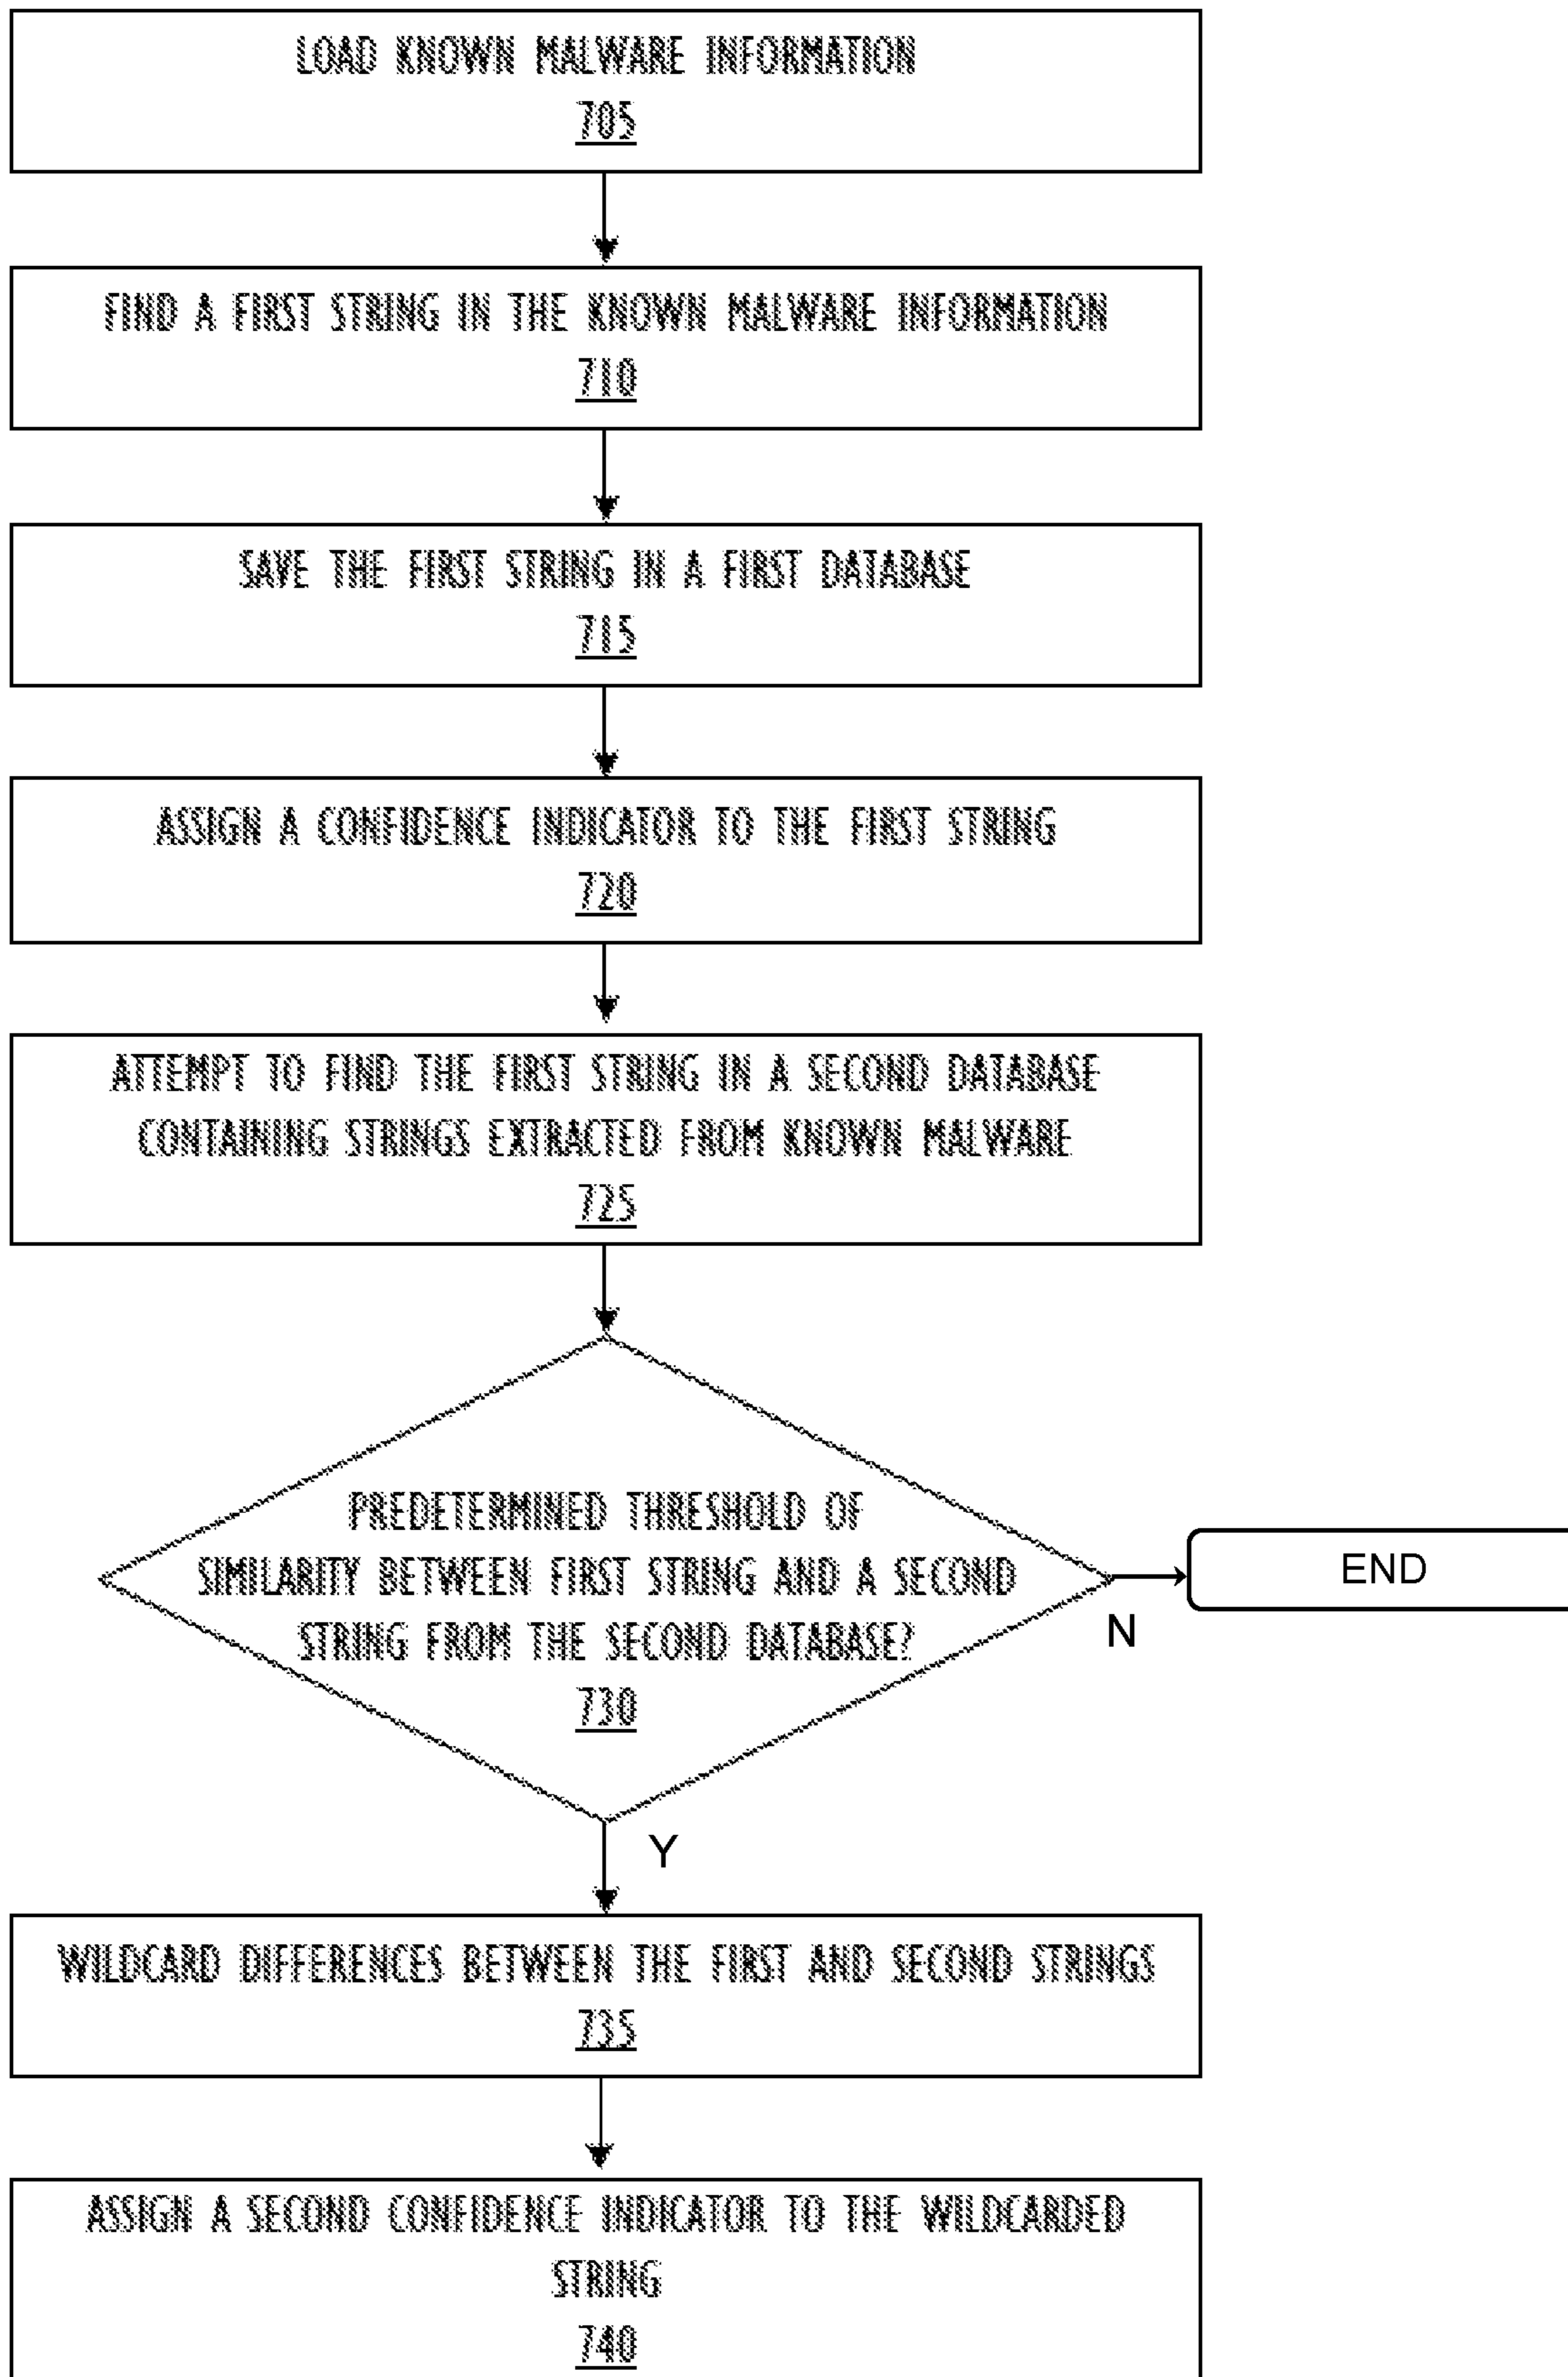 LOAD KNOWN MALWARE INFORMATION
705
FIND A FIRST STRING IN THE KNOWN MALWARE INFORMATION
710
SAVE THE FIRST STRING IN A FIRST DATABASE
715
ASSIGN A CONFIDENCE INDICATOR TO THE FIRST STRING
720
ATTEMPT TO FIND THE FIRST STRING IN A SECOND DATABASE
CONTAINING STRINGS EXTRACTED FROM KNOWN MALWARE
725
PREDETERMINED THRESHOLD OF
SIMILARITY BETWEEN FIRST STRING AND A SECOND
STRING FROM THE SECOND DATABASE?
730
END
N
Y
WILDCARD DIFFERENCES BETWEEN THE FIRST AND SECOND STRINGS
735
ASSIGN A SECOND CONFIDENCE INDICATOR TO THE WILDCARDED
STRING
740